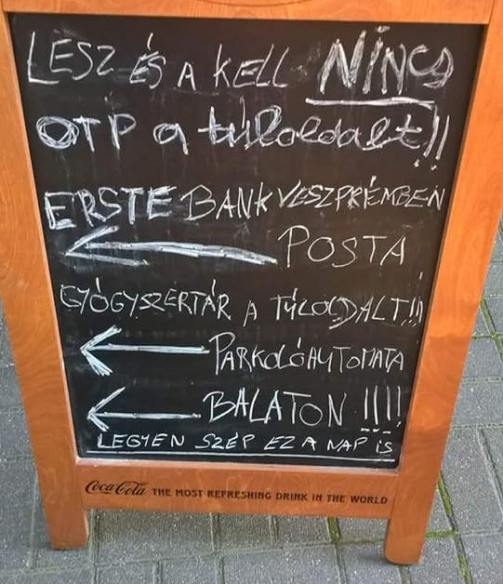 LESZ ÉS A KELL NINCS
OTP a túloldalt!!
ERSTE BANK VESZPRÉMBEN
POSTA
GYÓGYSZERTÁR A TÚLOLDALT!!!
PARKOLÓAUTOMATA
BALATON !!!!
LEGYEN SZÉP EZ A NAP is
Coca-Cola THE MOST REFRESHING DRINK IN THE WORLD